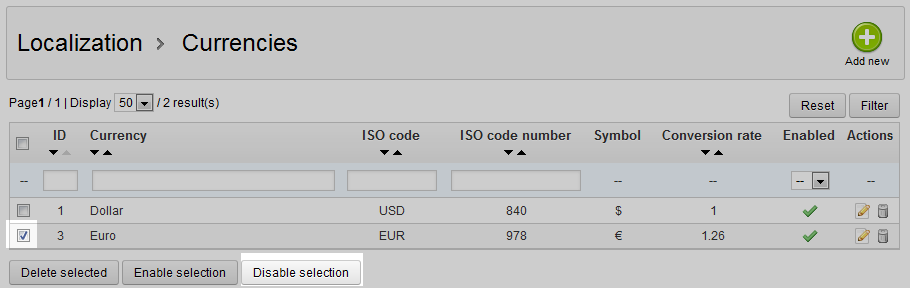 Localization > Currencies
Add new
Page1 / 1 | Display 50 / 2 result(s)
Reset Filter
ID Currency ISO code ISO code number Symbol Conversion rate Enabled Actions
-- -- -- -- --
1 Dollar USD 840 $ 1
3 Euro EUR 978 € 1.26
Delete selected Enable selection Disable selection